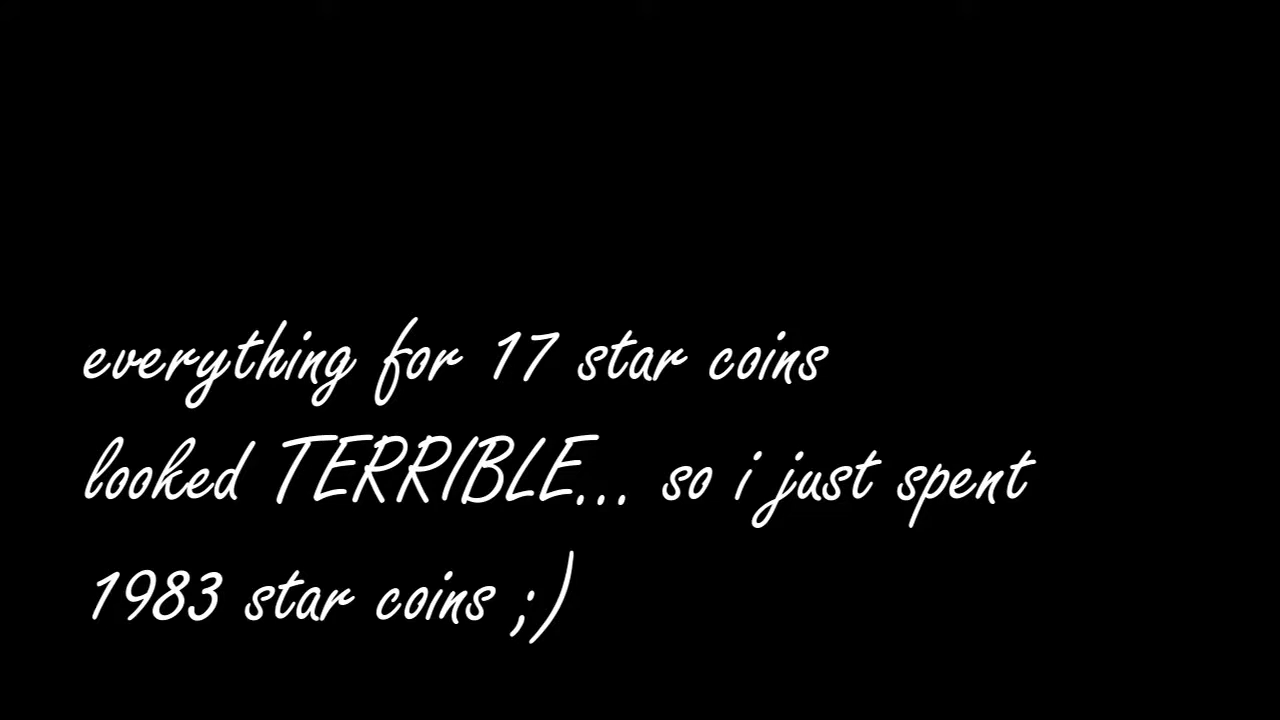 everything for 17 star coins
looked TERRIBLE... so i just spent
1983 star coins ;)